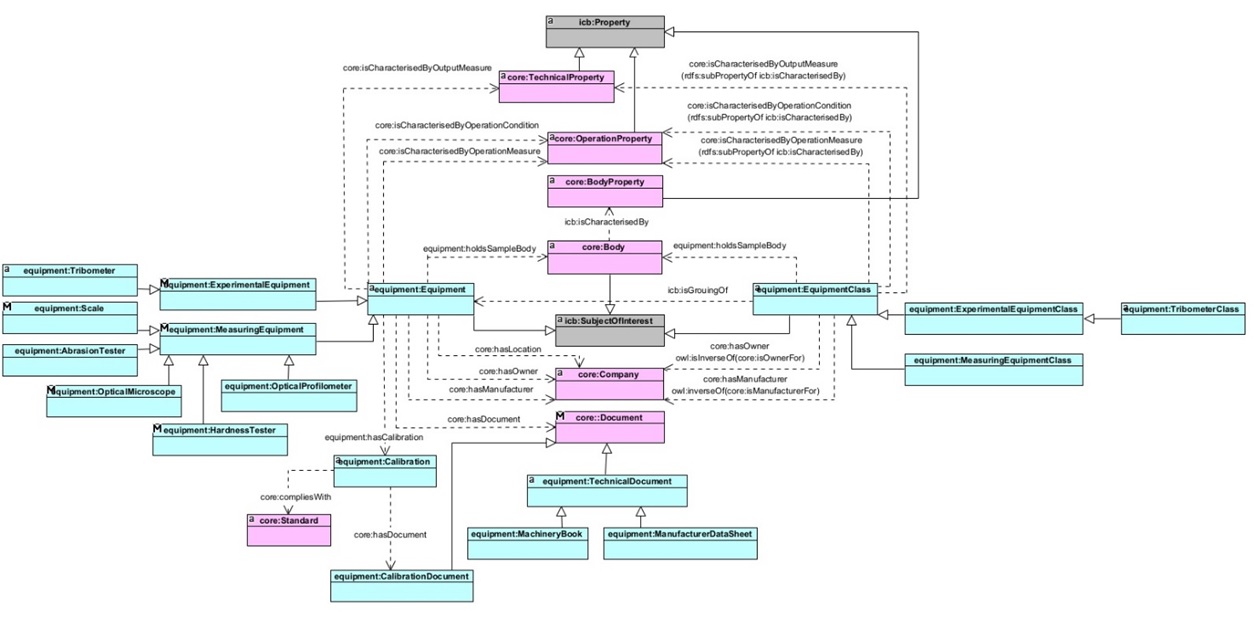 a icb:Property
core:isCharacterisedByOutputMeasure
a core:TechnicalProperty
core:isCharacterisedByOutputMeasure
(rdfs:subPropertyOf icb:isCharacterisedBy)
core:isCharacterisedByOperationCondition
(rdfs:subPropertyOf icb:isCharacterisedBy)
core:isCharacterisedByOperationCondition
a core:OperationProperty
core:isCharacterisedByOperationMeasure
core:isCharacterisedByOperationMeasure
(rdfs:subPropertyOf icb:isCharacterisedBy)
a core:BodyProperty
icb:isCharacterisedBy
equipment:holdsSampleBody
a core:Body
equipment:holdsSampleBody
a equipment:Tribometer
M equipment:ExperimentalEquipment
a equipment:Equipment
icb:isGrouingOf
a equipment:EquipmentClass
M equipment:Scale
equipment:ExperimentalEquipmentClass
a equipment:TribometerClass
M equipment:MeasuringEquipment
a icb:SubjectOfInterest
equipment:AbrasionTester
core:hasLocation
core:hasOwner
owl:isInverseOf(core:isOwnerFor)
equipment:MeasuringEquipmentClass
core:hasOwner
core:Company
core:hasManufacturer
owl:inverseOf(core:isManufacturerFor)
M equipment:OpticalMicroscope
equipment:OpticalProfilometer
core:hasManufacturer
core:hasDocument
M core::Document
M equipment:HardnessTester
equipment:hasCalibration
a equipment:Calibration
a equipment:TechnicalDocument
core:compliesWith
a core:Standard
core:hasDocument
equipment:MachineryBook
equipment:ManufacturerDataSheet
equipment:CalibrationDocument